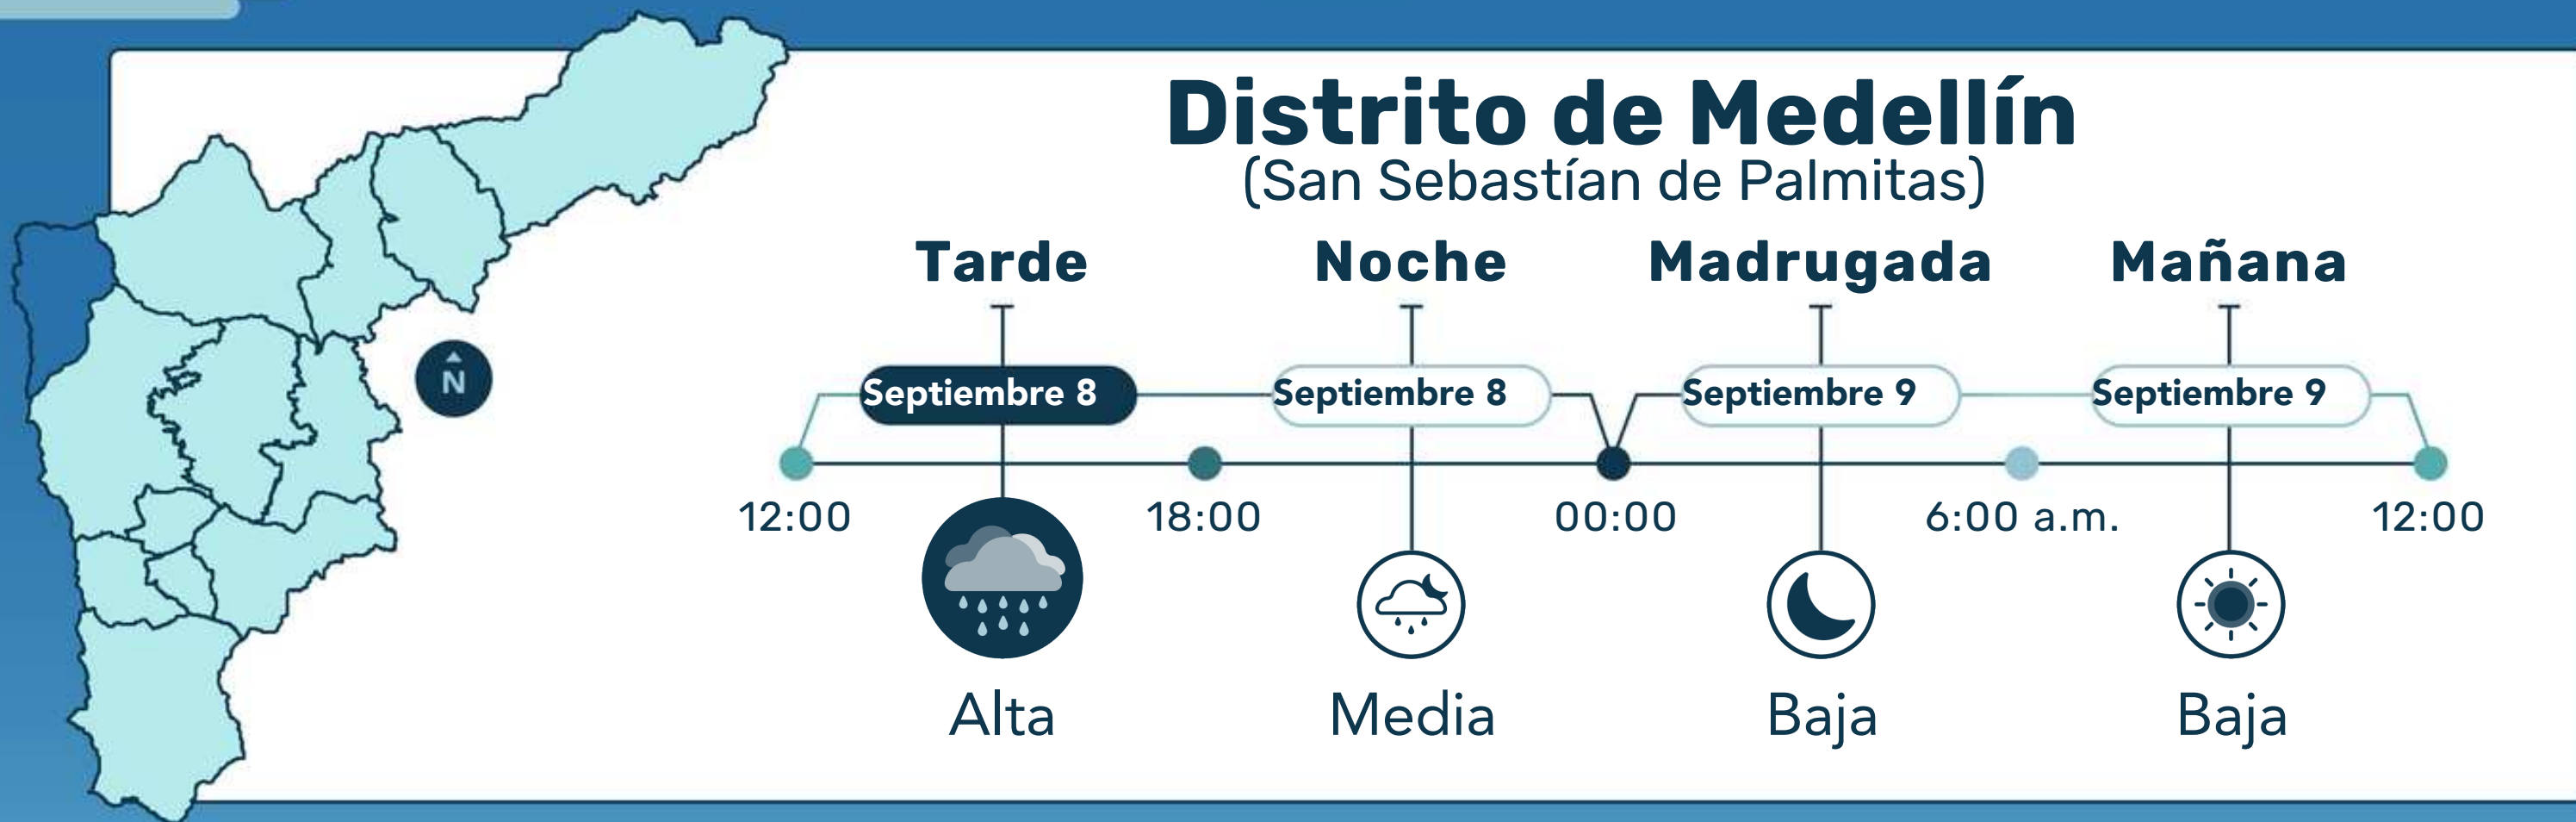 Distrito de Medellín
(San Sebastían de Palmitas)
Tarde Noche Madrugada Mañana
N
Septiembre 8 Septiembre 8 Septiembre 9 Septiembre 9
12:00 18:00 00:00 6:00 a.m. 12:00
Alta Media Baja Baja